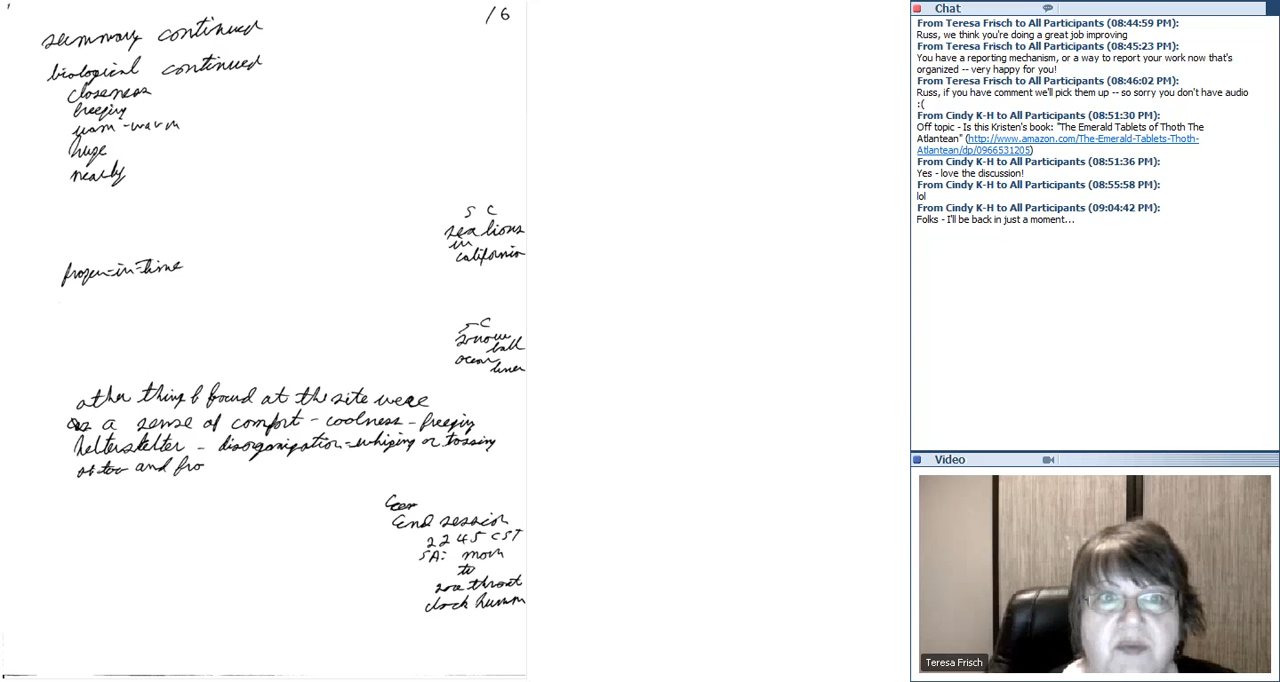 /6
summary continued
biological continued
closeness
freezing
warm-warm
huge
nearby
S C
sea lions
in
california
frozen-in-time
S C
snow
ball
ocean
liner
other thing I found at the site were
as a sense of comfort - coolness - freezing
helterskelter - disorganization - whizing or tossing
and fro
End session
2245 CST
SA: mom
to
sore throat
clock humm
Chat
From Teresa Frisch to All Participants (08:44:59 PM):
Russ, we think you're doing a great job improving
From Teresa Frisch to All Participants (08:45:23 PM):
You have a reporting mechanism, or a way to report your work now that's
organized -- very happy for you!
From Teresa Frisch to All Participants (08:46:02 PM):
Russ, if you have comment we'll pick them up -- so sorry you don't have audio
:(
From Cindy K-H to All Participants (08:51:30 PM):
Off topic - Is this Kristen's book: "The Emerald Tablets of Thoth The
Atlantean" (http://www.amazon.com/The-Emerald-Tablets-Thoth-
Atlantean/dp/0966531205)
From Cindy K-H to All Participants (08:51:36 PM):
Yes - love the discussion!
From Cindy K-H to All Participants (08:55:58 PM):
lol
From Cindy K-H to All Participants (09:04:42 PM):
Folks - I'll be back in just a moment...
Video
Teresa Frisch